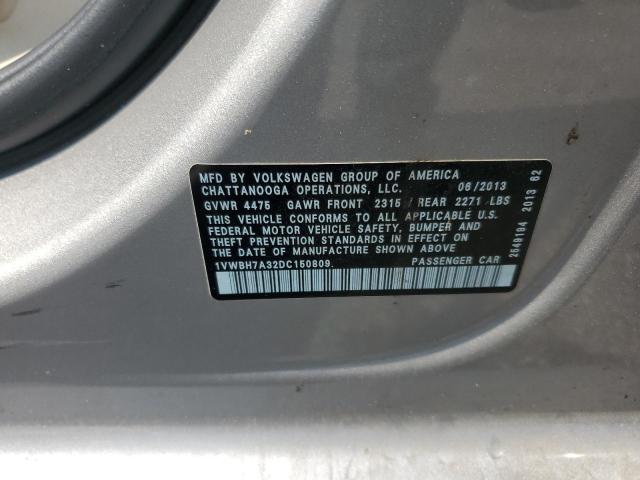 MFD BY VOLKSWAGEN GROUP OF AMERICA
CHATTANOOGA OPERATIONS, LLC. 06/2013
GVWR 4475 GAWR FRONT 2315 / REAR 2271 LBS
THIS VEHICLE CONFORMS TO ALL APPLICABLE U.S.
FEDERAL MOTOR VEHICLE SAFETY, BUMPER AND
THEFT PREVENTION STANDARDS IN EFFECT ON
THE DATE OF MANUFACTURE SHOWN ABOVE
1VWBH7A32DC150809. PASSENGER CAR
2649194 2013 62